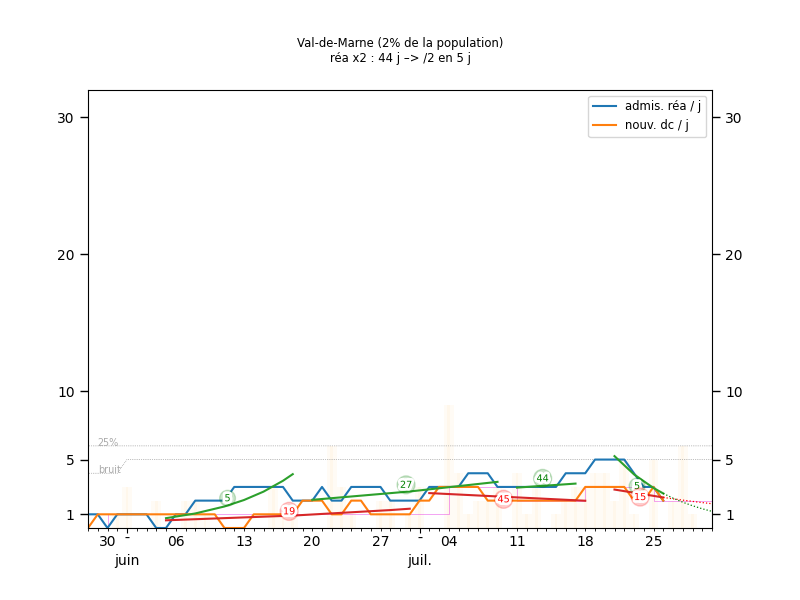 Val-de-Marne (2% de la population)
réa x2 : 44 j –> /2 en 5 j
admis. réa / j
nouv. dc / j
30 30
20 20
10 10
25%
bruit
5 5
1 1
5 19 27 45 44 5 15
30 - 06 13 20 27 - 04 11 18 25
juin juil.